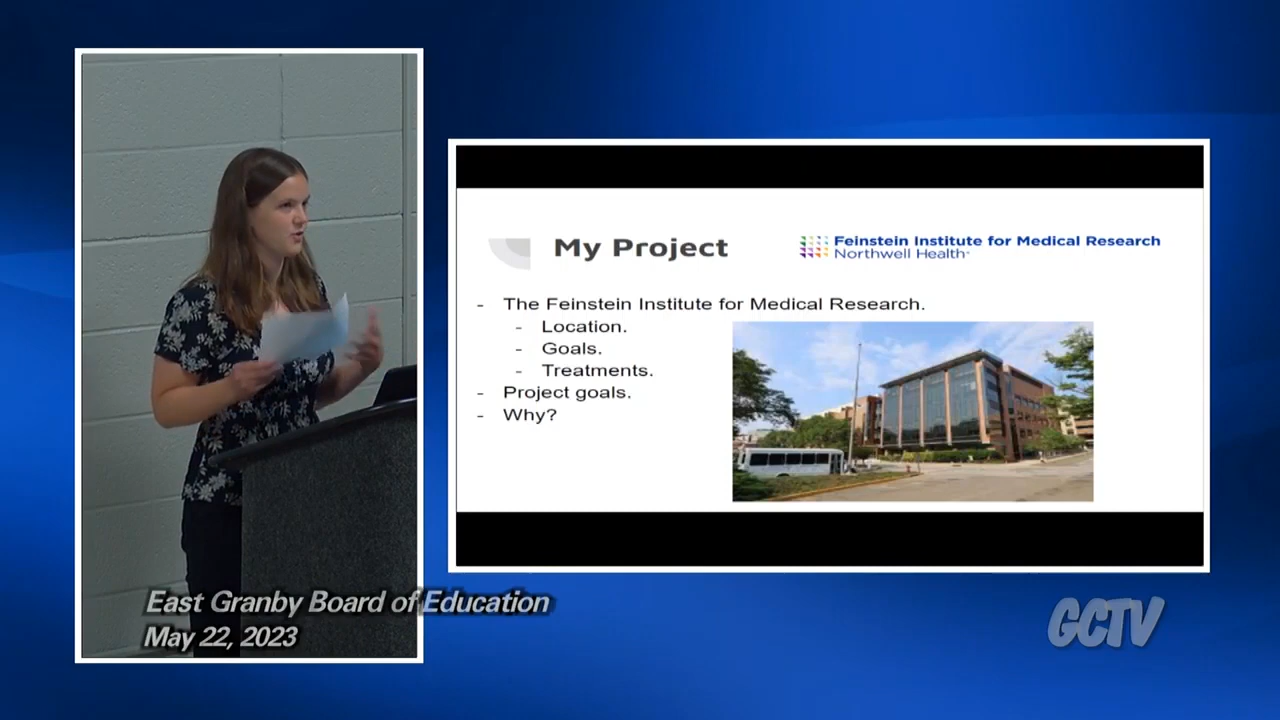 My Project
Feinstein Institute for Medical Research
Northwell Health
- The Feinstein Institute for Medical Research.
- Location.
- Goals.
- Treatments.
- Project goals.
- Why?
East Granby Board of Education
May 22, 2023
GCTV